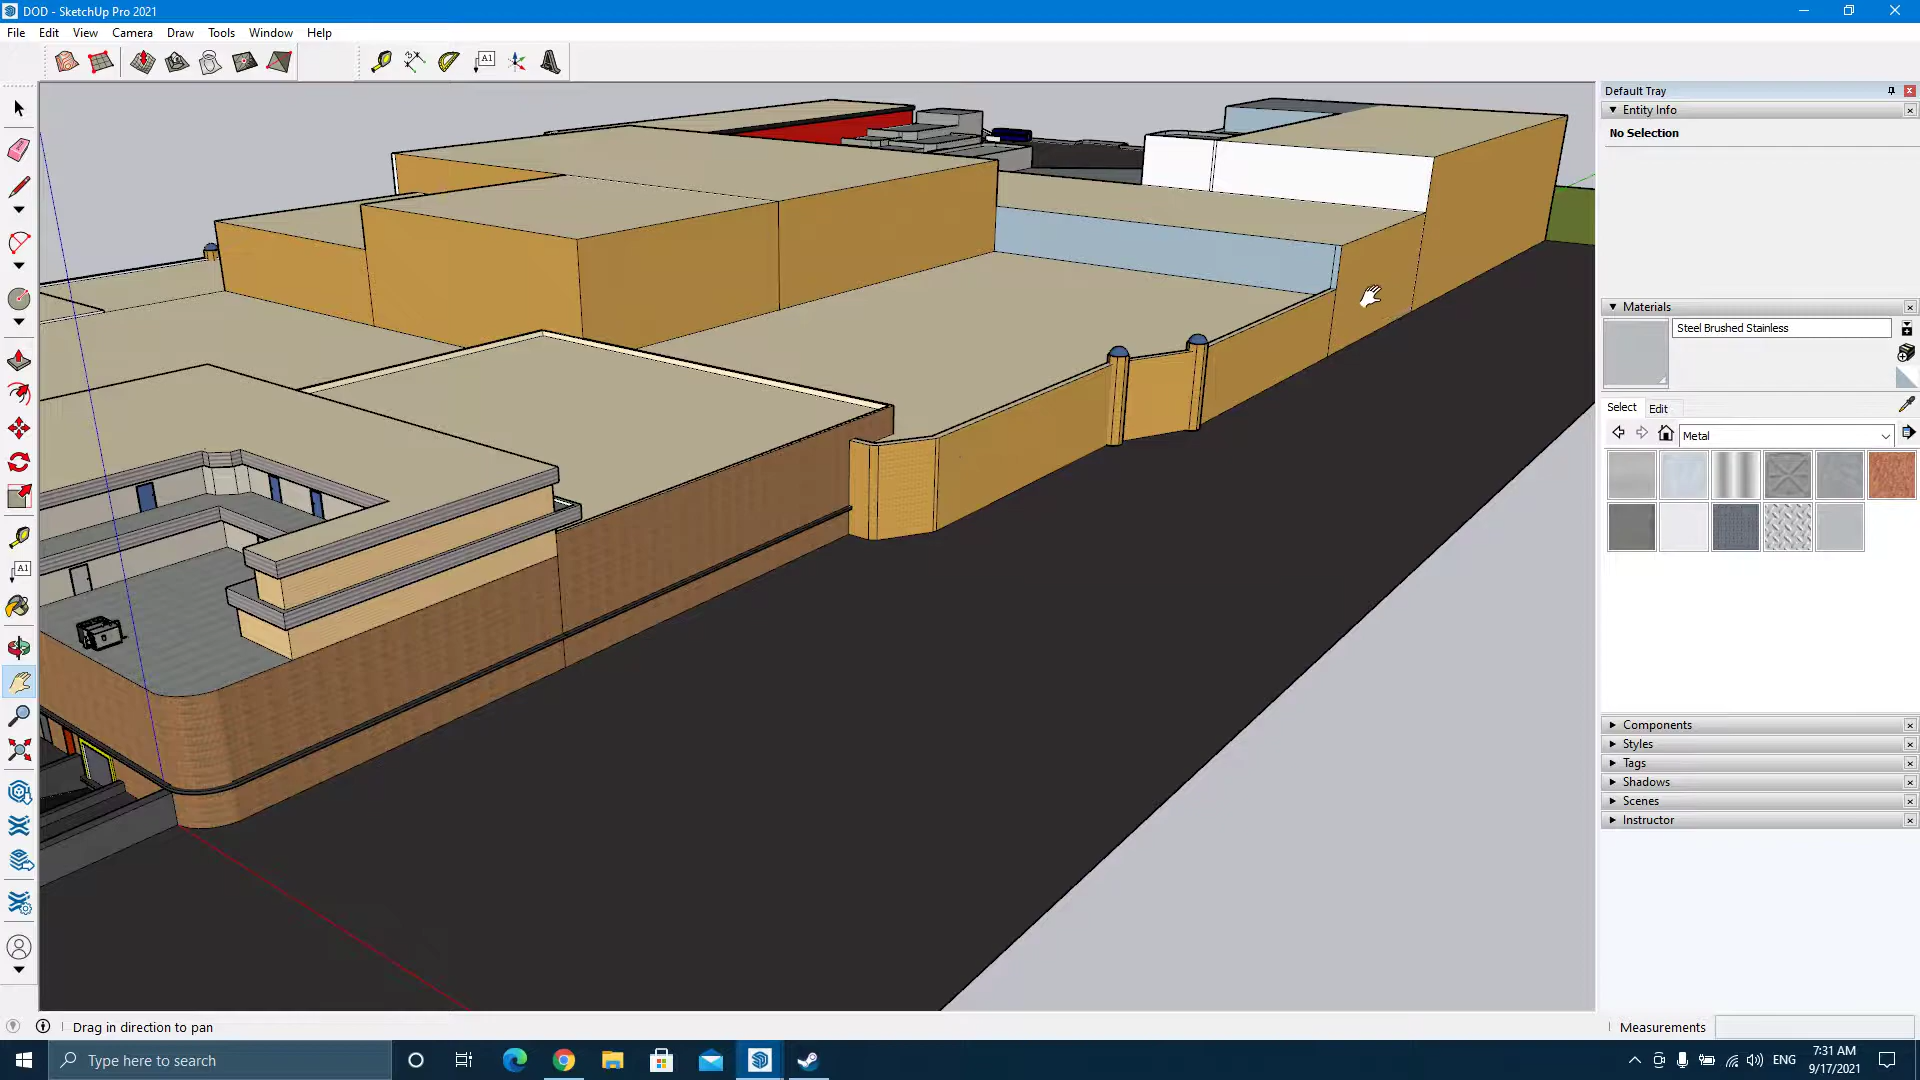 DOD - SketchUp Pro 2021
File Edit View Camera Draw Tools Window Help
A1
Default Tray
Entity Info
No Selection
Materials
Steel Brushed Stainless
Select Edit
Metal
A1
Components
Styles
Tags
Shadows
Scenes
Instructor
Drag in direction to pan
Measurements
Type here to search
ENG
7:31 AM
9/17/2021